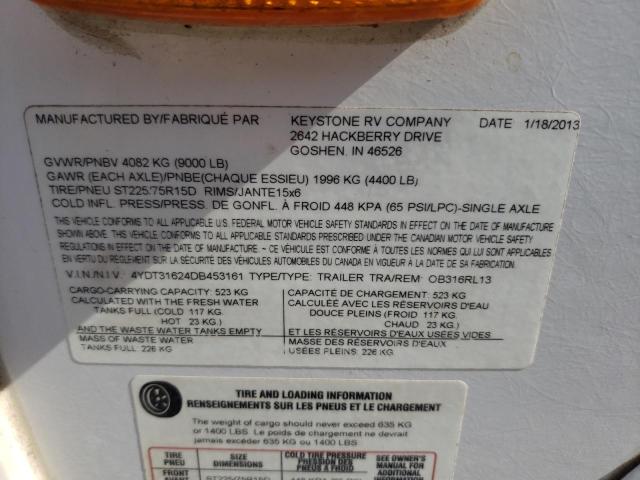 MANUFACTURED BY/FABRIQUÉ PAR KEYSTONE RV COMPANY DATE 1/18/2013
2642 HACKBERRY DRIVE
GOSHEN, IN 46526
GVWR/PNBV 4082 KG (9000 LB)
GAWR (EACH AXLE)/PNBE(CHAQUE ESSIEU) 1996 KG (4400 LB)
TIRE/PNEU ST225/75R15D RIMS/JANTE15x6
COLD INFL. PRESS/PRESS. DE GONFL. À FROID 448 KPA (65 PSI/LPC)-SINGLE AXLE
THIS VEHICLE CONFORMS TO ALL APPLICABLE U.S. FEDERAL MOTOR VEHICLE SAFETY STANDARDS IN EFFECT ON THE DATE OF MANUFACTURE
SHOWN ABOVE. THIS VEHICLE CONFORMS TO ALL APPLICABLE STANDARDS PRESCRIBED UNDER THE CANADIAN MOTOR VEHICLE SAFETY
REGULATIONS IN EFFECT ON THE DATE OF MANUFACTURE / CE VÉHICULE EST CONFORME À TOUTES LES NORMES QUI LUI SONT APPLICABLES
EN VERTU DU RÈGLEMENT SUR LA SÉCURITÉ DES VÉHICULES AUTOMOBILES DU CANADA EN VIGUEUR À LA DATE DE SA FABRICATION.
V.I.N./N.I.V: 4YDT31624DB453161 TYPE/TYPE: TRAILER TRA/REM OB316RL13
CARGO-CARRYING CAPACITY: 523 KG
CALCULATED WITH THE FRESH WATER
TANKS FULL (COLD 117 KG.
HOT 23 KG.)
AND THE WASTE WATER TANKS EMPTY
MASS OF WASTE WATER
TANKS FULL: 226 KG
CAPACITÉ DE CHARGEMENT: 523 KG
CALCULÉE AVEC LES RÉSERVOIRS D'EAU
DOUCE PLEINS (FROID 117 KG.
CHAUD 23 KG.)
ET LES RÉSERVOIRS D'EAUX USÉES VIDES
MASSE DES RÉSERVOIRS D'EAUX
USÉES PLEINS: 226 KG
TIRE AND LOADING INFORMATION
RENSEIGNEMENTS SUR LES PNEUS ET LE CHARGEMENT
The weight of cargo should never exceed 635 KG
or 1400 LBS. Le poids de chargement ne devrait
jamais excéder 635 KG ou 1400 LBS.
TIRE SIZE COLD TIRE PRESSURE SEE OWNER'S
PNEU DIMENSIONS PRESSION DES PNEUS À FROID MANUAL FOR
ADDITIONAL
FRONT ST225/75R15D